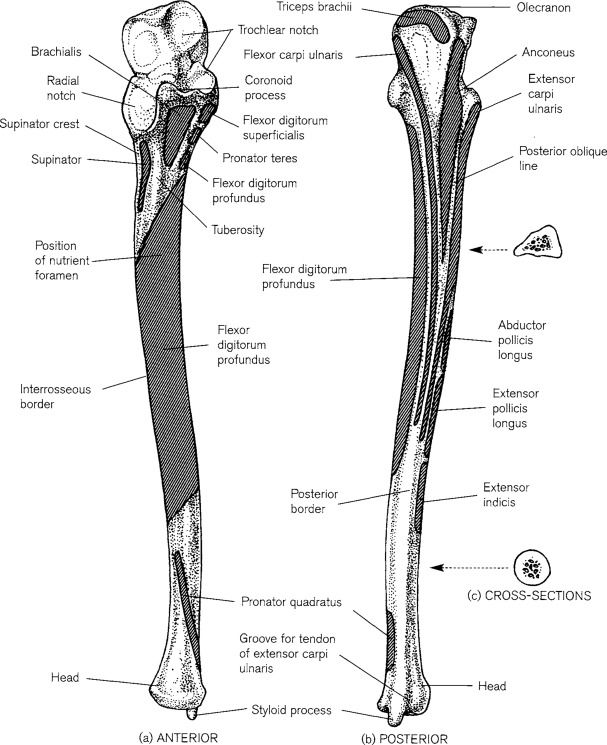 Triceps brachii
Olecranon
Trochlear notch
Flexor carpi ulnaris
Brachialis
Anconeus
Radial
notch
Coronoid
process
Extensor
carpi
ulnaris
Supinator crest
Flexor digitorum
superficialis
Supinator
Pronator teres
Posterior oblique
line
Flexor digitorum
profundus
Tuberosity
Position
of nutrient
foramen
Flexor digitorum
profundus
Flexor
digitorum
profundus
Abductor
pollicis
longus
Interrosseous
border
Extensor
pollicis
longus
Posterior
border
Extensor
indicis
(c) CROSS-SECTIONS
Pronator quadratus
Groove for tendon
of extensor carpi
ulnaris
Head
Head
Styloid process
(a) ANTERIOR
(b) POSTERIOR